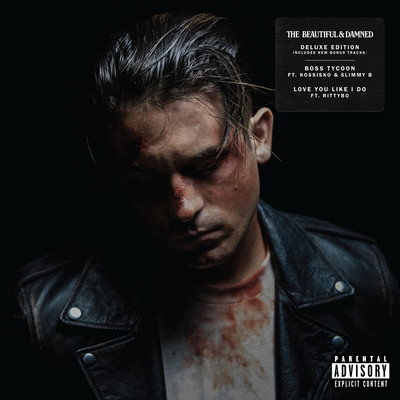 THE BEAUTIFUL & DAMNED
DELUXE EDITION
INCLUDES NEW BONUS TRACKS:
BOSS TYCOON
FT. KOSSISKO & SLIMMY B
LOVE YOU LIKE I DO
FT. RITTYBO
PARENTAL
ADVISORY
EXPLICIT CONTENT